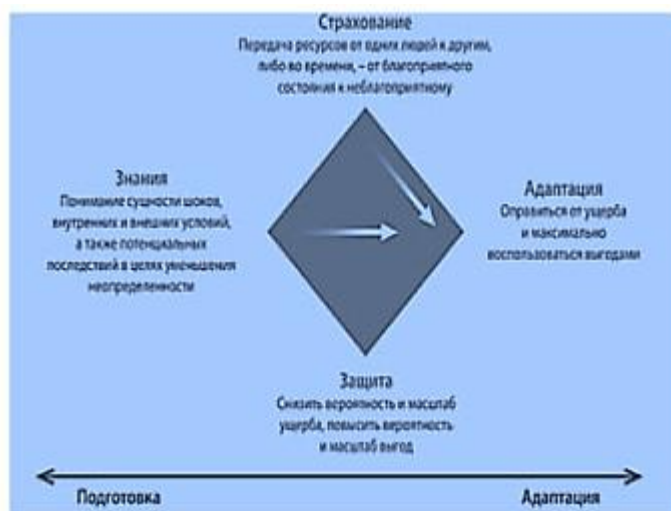 Страхование
Передача ресурсов от одних людей к другим,
либо во времени, – от благоприятного
состояния к неблагоприятному
Знания
Понимание сущности шоков,
внутренних и внешних условий,
а также потенциальных
последствий в целях уменьшения
неопределенности
Адаптация
Оправиться от ущерба
и максимально
воспользоваться выгодами
Защита
Снизить вероятность и масштаб
ущерба, повысить вероятность
и масштаб выгод
Подготовка
Адаптация